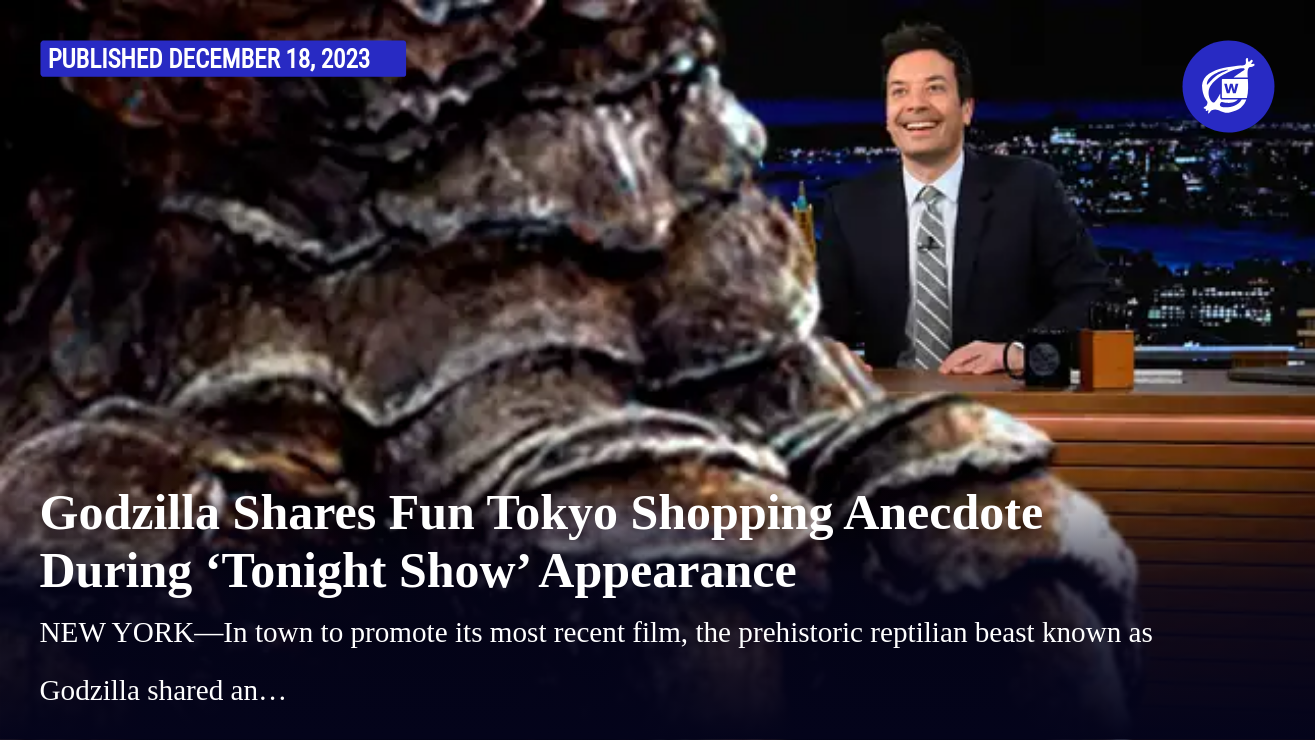 PUBLISHED DECEMBER 18, 2023
W
Godzilla Shares Fun Tokyo Shopping Anecdote
During ‘Tonight Show’ Appearance
NEW YORK—In town to promote its most recent film, the prehistoric reptilian beast known as
Godzilla shared an…